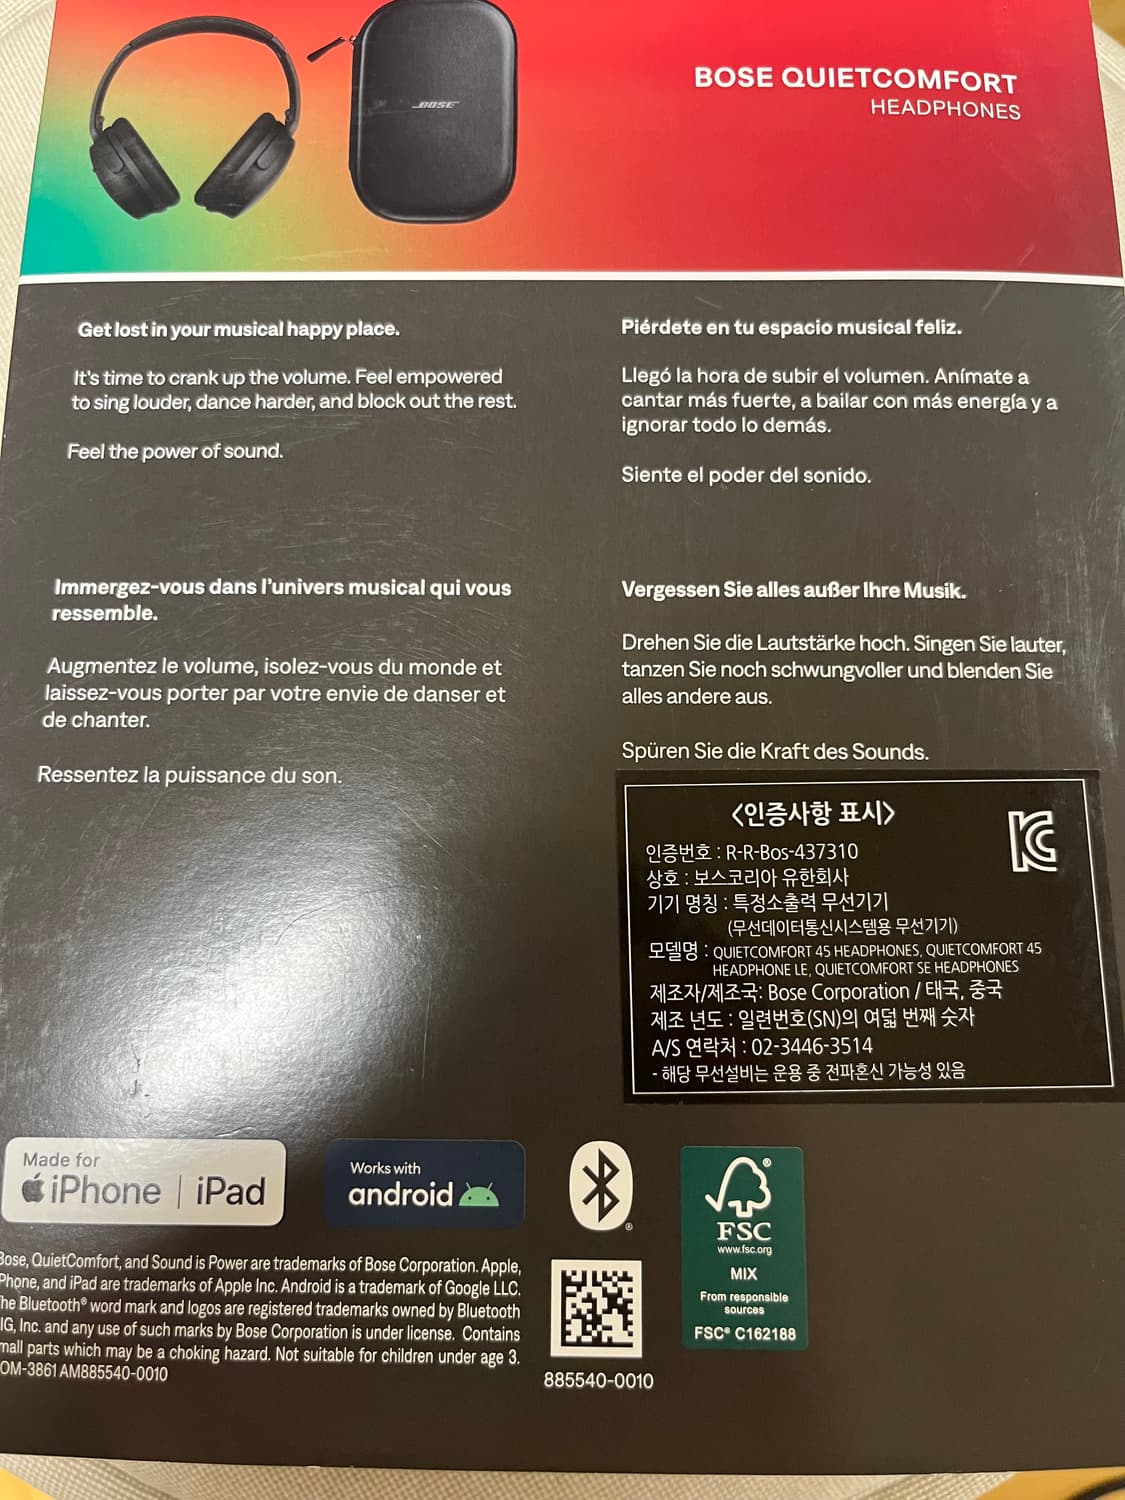 BOSE
BOSE QUIETCOMFORT
HEADPHONES
Get lost in your musical happy place.
It's time to crank up the volume. Feel empowered
to sing louder, dance harder, and block out the rest.
Feel the power of sound.
Piérdete en tu espacio musical feliz.
Llegó la hora de subir el volumen. Anímate a
cantar más fuerte, a bailar con más energía y a
ignorar todo lo demás.
Siente el poder del sonido.
Immergez-vous dans l'univers musical qui vous
ressemble.
Augmentez le volume, isolez-vous du monde et
laissez-vous porter par votre envie de danser et
de chanter.
Ressentez la puissance du son.
Vergessen Sie alles außer Ihre Musik.
Drehen Sie die Lautstärke hoch. Singen Sie lauter,
tanzen Sie noch schwungvoller und blenden Sie
alles andere aus.
Spüren Sie die Kraft des Sounds.
<인증사항 표시>
인증번호 : R-R-Bos-437310
상호 : 보스코리아 유한회사
기기 명칭 : 특정소출력 무선기기
(무선데이터통신시스템용 무선기기)
모델명 : QUIETCOMFORT 45 HEADPHONES, QUIETCOMFORT 45
HEADPHONE LE, QUIETCOMFORT SE HEADPHONES
제조자/제조국: Bose Corporation / 태국, 중국
제조 년도 : 일련번호(SN)의 여덟 번째 숫자
A/S 연락처 : 02-3446-3514
- 해당 무선설비는 운용 중 전파혼신 가능성 있음
Made for
iPhone | iPad
Works with
android
FSC
www.fsc.org
MIX
From responsible
sources
FSC® C162188
Bose, QuietComfort, and Sound is Power are trademarks of Bose Corporation. Apple,
iPhone, and iPad are trademarks of Apple Inc. Android is a trademark of Google LLC.
The Bluetooth® word mark and logos are registered trademarks owned by Bluetooth
SIG, Inc. and any use of such marks by Bose Corporation is under license. Contains
small parts which may be a choking hazard. Not suitable for children under age 3.
OM-3861 AM885540-0010
885540-0010